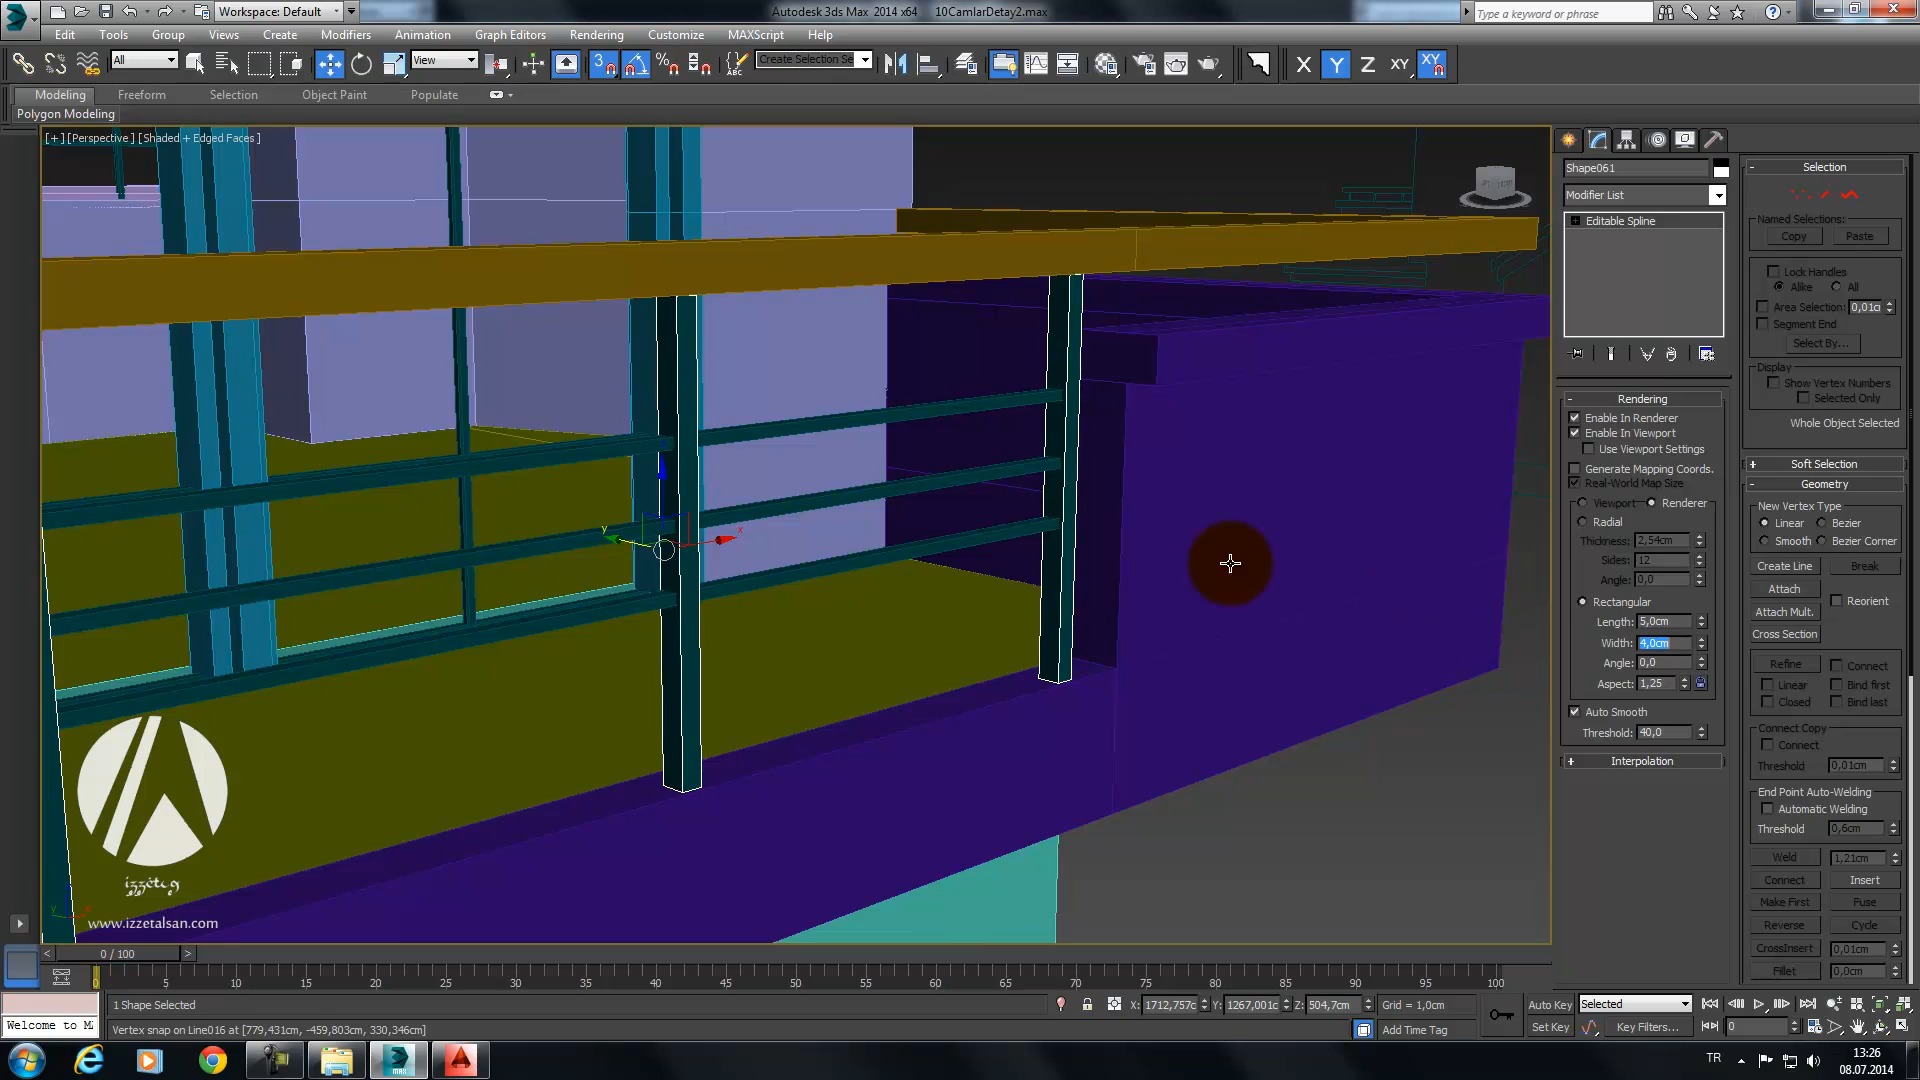 Workspace: Default
Autodesk 3ds Max 2014 x64 10CamlarDetay2.max
Type a keyword or phrase
Edit Tools Group Views Create Modifiers Animation Graph Editors Rendering Customize MAXScript Help
All View 3 Create Selection Se X Y Z XY XY
Modeling Freeform Selection Object Paint Populate
Polygon Modeling
[+] [Perspective] [Shaded + Edged Faces]
Shape061
Modifier List
Editable Spline
Rendering
Enable In Renderer
Enable In Viewport
Use Viewport Settings
Generate Mapping Coords.
Real-World Map Size
Viewport Renderer
Radial
Thickness: 2,54cm
Sides: 12
Angle: 0,0
Rectangular
Length: 5,0cm
Width: 4,0cm
Angle: 0,0
Aspect: 1,25
Auto Smooth
Threshold: 40,0
Interpolation
Selection
Named Selections:
Copy Paste
Lock Handles
Alike All
Area Selection: 0,01c
Segment End
Select By...
Display
Show Vertex Numbers
Selected Only
Whole Object Selected
Soft Selection
Geometry
New Vertex Type
Linear Bezier
Smooth Bezier Corner
Create Line Break
Attach
Attach Mult. Reorient
Cross Section
Refine Connect
Linear Bind first
Closed Bind last
Connect Copy
Connect
Threshold 0,01cm
End Point Auto-Welding
Automatic Welding
Threshold 0,6cm
Weld 1,21cm
Connect Insert
Make First Fuse
Reverse Cycle
CrossInsert 0,01cm
Fillet 0,0cm
y x
www.izzetalsan.com
0 / 100
0 5 10 15 20 25 30 35 40 45 50 55 60 65 70 75 80 85 90 95 100
1 Shape Selected
X: 1712,757c Y: 1267,001c Z: 504,7cm Grid = 1,0cm
Auto Key Selected
Welcome to M
Vertex snap on Line016 at [779,431cm, -459,803cm, 330,346cm]
Add Time Tag
Set Key Key Filters... 0
TR
13:26
08.07.2014